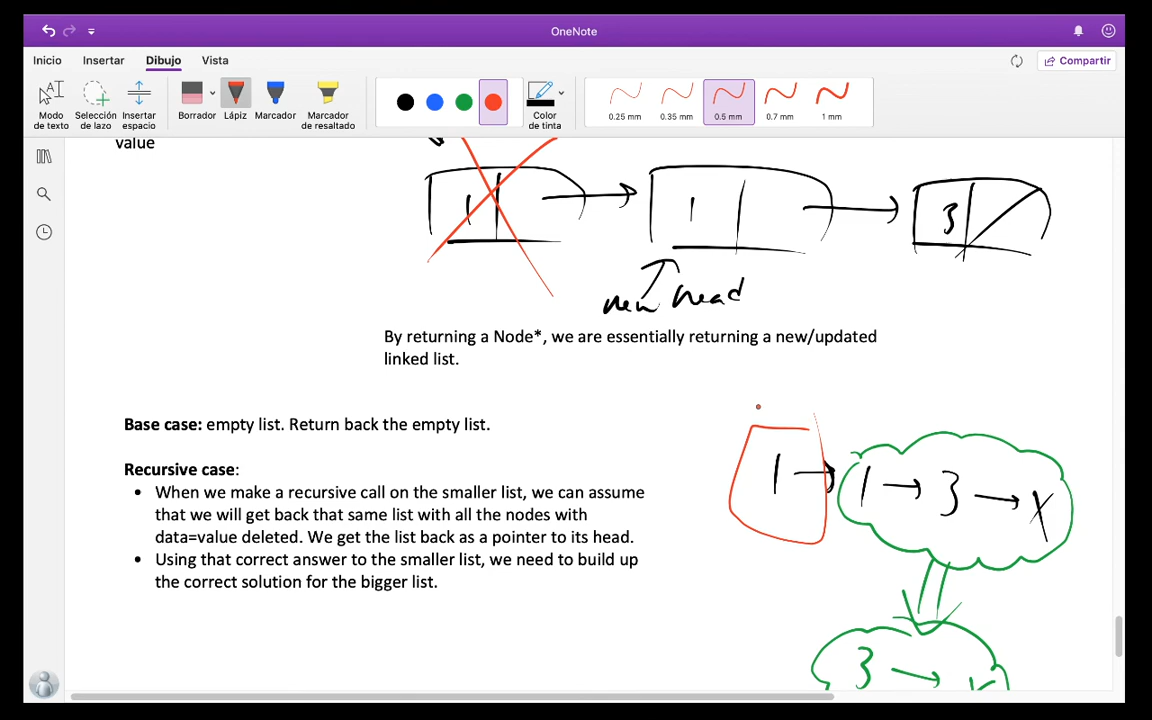 OneNote
Inicio Insertar Dibujo Vista
Compartir
Modo de texto
Selección de lazo
Insertar espacio
Borrador
Lápiz
Marcador
Marcador de resaltado
Color de tinta
0.25 mm 0.35 mm 0.5 mm 0.7 mm 1 mm
value
1 → 1 → 3
new head
By returning a Node*, we are essentially returning a new/updated
linked list.
Base case: empty list. Return back the empty list.
Recursive case:
• When we make a recursive call on the smaller list, we can assume
that we will get back that same list with all the nodes with
data=value deleted. We get the list back as a pointer to its head.
• Using that correct answer to the smaller list, we need to build up
the correct solution for the bigger list.
1 → 1 → 3 → X
3 →